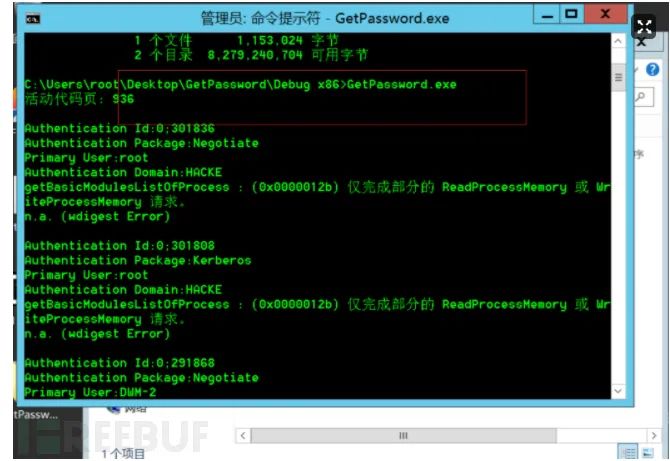 管理员: 命令提示符 - GetPassword.exe
1 个文件 1,153,024 字节
2 个目录 8,279,240,704 可用字节
C:\Users\root\Desktop\GetPassword\Debug x86>GetPassword.exe
活动代码页: 936
Authentication Id:0;301836
Authentication Package:Negotiate
Primary User:root
Authentication Domain:HACKE
getBasicModulesListOfProcess : (0x0000012b) 仅完成部分的 ReadProcessMemory 或 Wr
iteProcessMemory 请求。
n.a. (wdigest Error)
Authentication Id:0;301808
Authentication Package:Kerberos
Primary User:root
Authentication Domain:HACKE
getBasicModulesListOfProcess : (0x0000012b) 仅完成部分的 ReadProcessMemory 或 Wr
iteProcessMemory 请求。
n.a. (wdigest Error)
Authentication Id:0;291868
Authentication Package:Negotiate
Primary User:DWM-2
序
tPassw...
网络
FREEBUF
1 个项目